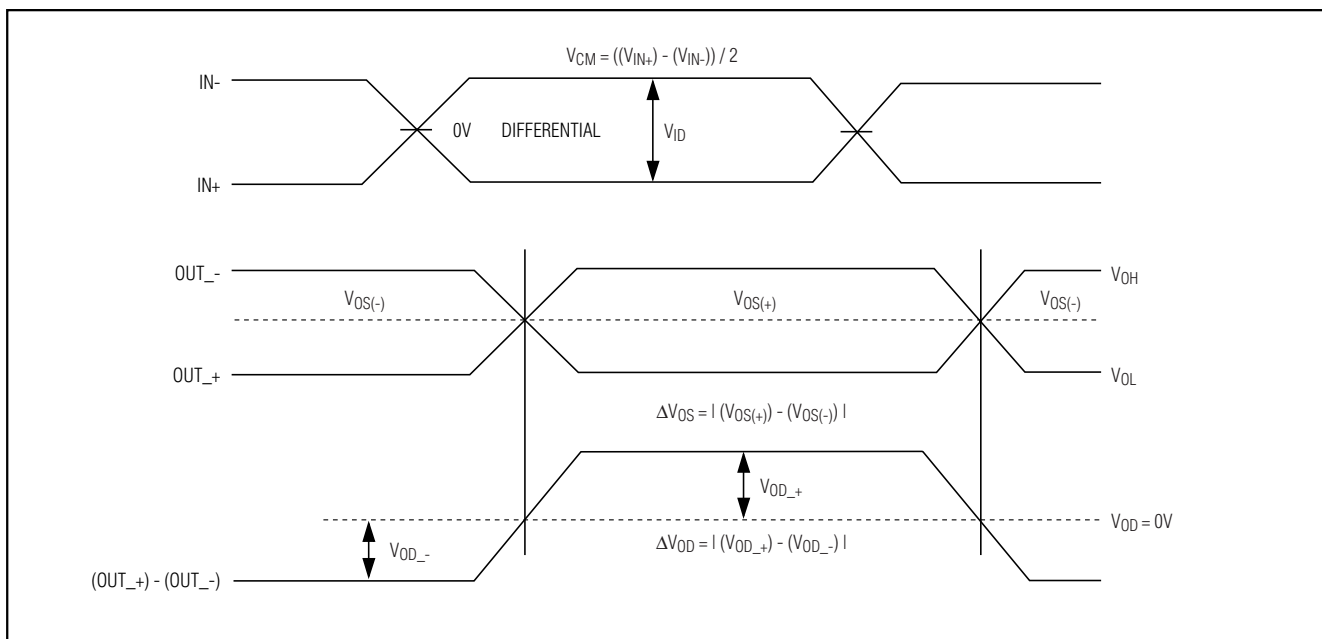 V_CM = ((V_IN+) - (V_IN-)) / 2
IN-
0V DIFFERENTIAL
V_ID
IN+
OUT_-
V_OH
V_OS(-)
V_OS(+)
V_OS(-)
OUT_+
V_OL
ΔV_OS = | (V_OS(+)) - (V_OS(-)) |
V_OD_+
V_OD = 0V
V_OD_-
ΔV_OD = | (V_OD_+) - (V_OD_-) |
(OUT_+) - (OUT_-)